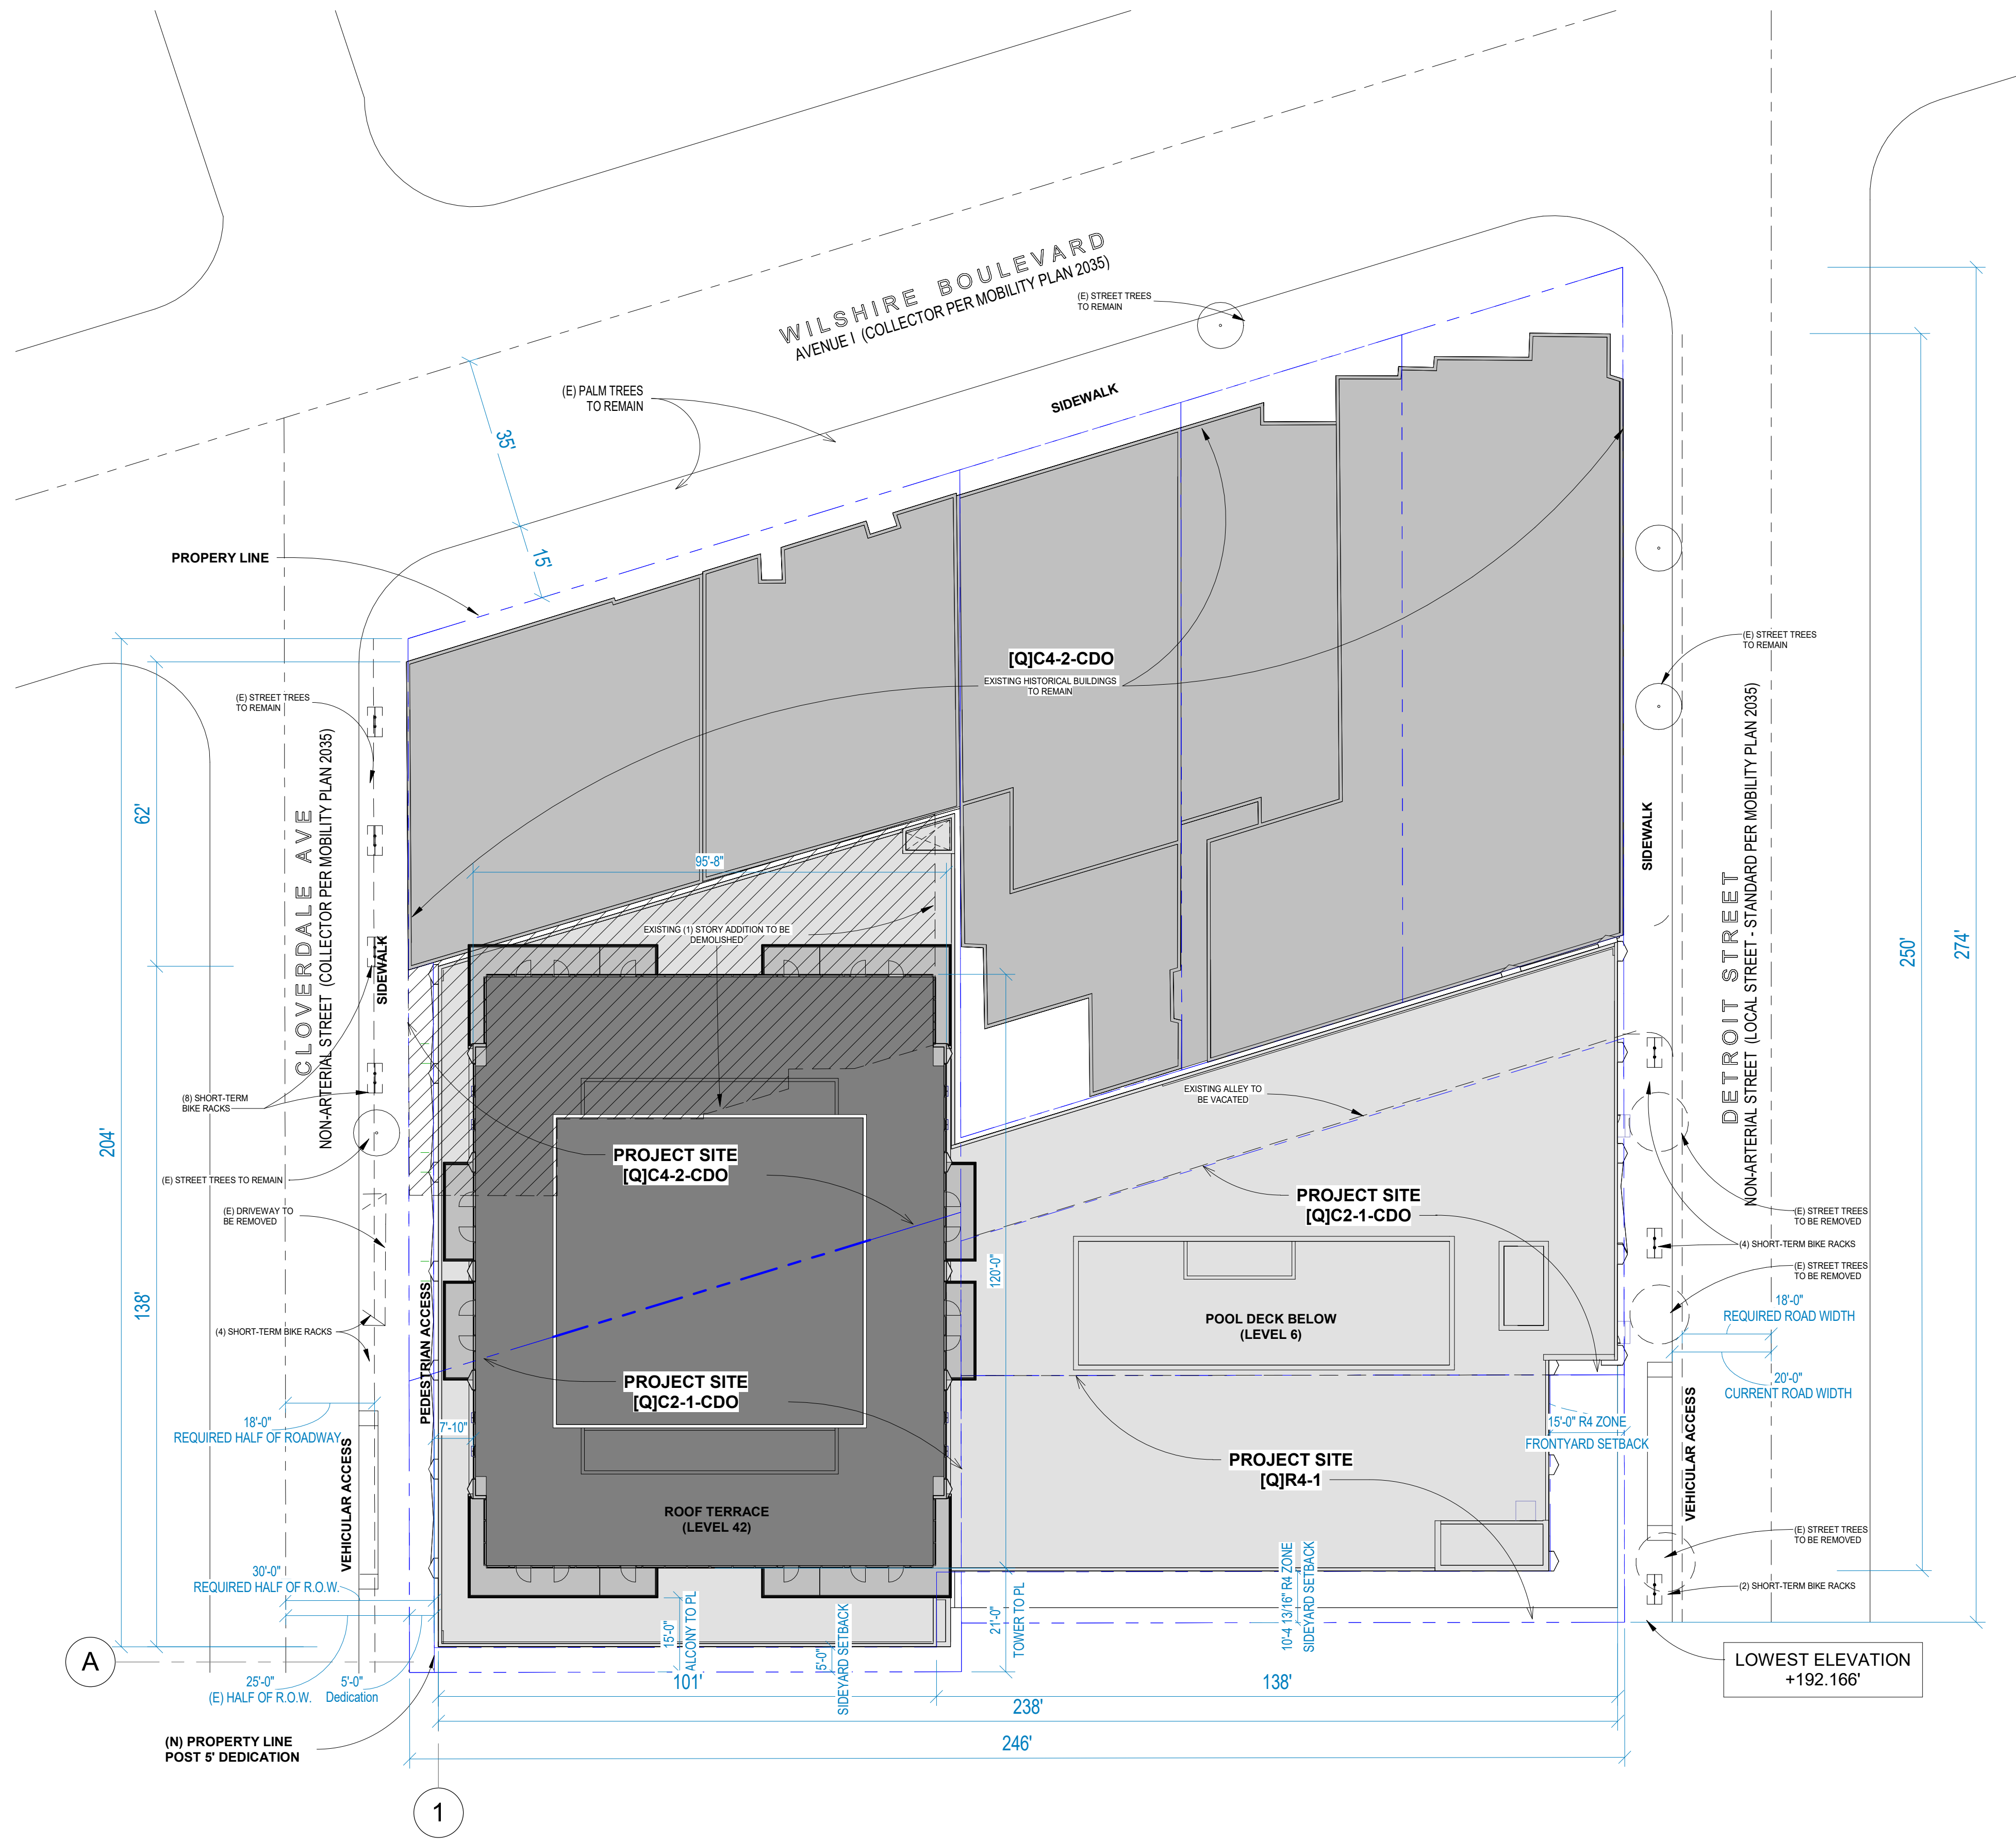 WILSHIRE BOULEVARD
AVENUE I (COLLECTOR PER MOBILITY PLAN 2035)
(E) STREET TREES
TO REMAIN
(E) PALM TREES
TO REMAIN
SIDEWALK
35'
15'
PROPERY LINE
[Q]C4-2-CDO
EXISTING HISTORICAL BUILDINGS
TO REMAIN
(E) STREET TREES
TO REMAIN
(E) STREET TREES
TO REMAIN
CLOVERDALE AVE
NON-ARTERIAL STREET (COLLECTOR PER MOBILITY PLAN 2035)
SIDEWALK
62'
204'
138'
95'-8"
EXISTING (1) STORY ADDITION TO BE
DEMOLISHED
SIDEWALK
DETROIT STREET
NON-ARTERIAL STREET (LOCAL STREET - STANDARD PER MOBILITY PLAN 2035)
250'
274'
(8) SHORT-TERM
BIKE RACKS
EXISTING ALLEY TO
BE VACATED
PROJECT SITE
[Q]C4-2-CDO
(E) STREET TREES TO REMAIN
(E) DRIVEWAY TO
BE REMOVED
PROJECT SITE
[Q]C2-1-CDO
(E) STREET TREES
TO BE REMOVED
(4) SHORT-TERM BIKE RACKS
(E) STREET TREES
TO BE REMOVED
120'-0"
18'-0"
REQUIRED ROAD WIDTH
POOL DECK BELOW
(LEVEL 6)
(4) SHORT-TERM BIKE RACKS
PEDESTRIAN ACCESS
PROJECT SITE
[Q]C2-1-CDO
20'-0"
CURRENT ROAD WIDTH
18'-0"
REQUIRED HALF OF ROADWAY
7'-10"
15'-0" R4 ZONE
FRONTYARD SETBACK
VEHICULAR ACCESS
VEHICULAR ACCESS
PROJECT SITE
[Q]R4-1
ROOF TERRACE
(LEVEL 42)
(E) STREET TREES
TO BE REMOVED
30'-0"
REQUIRED HALF OF R.O.W.
(2) SHORT-TERM BIKE RACKS
15'-0"
ALCONY TO PL
5'-0"
SIDEYARD SETBACK
21'-0"
TOWER TO PL
10'-4 13/16" R4 ZONE
SIDEYARD SETBACK
A
LOWEST ELEVATION
+192.166'
25'-0"
(E) HALF OF R.O.W.
5'-0"
Dedication
101'
138'
238'
246'
(N) PROPERTY LINE
POST 5' DEDICATION
1